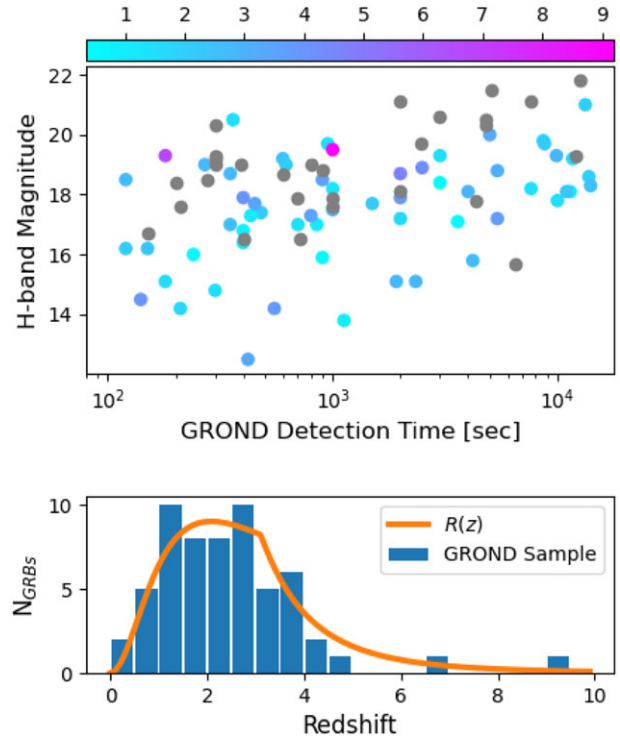 1 2 3 4 5 6 7 8 9
22
20
18
16
14
H-band Magnitude
10² 10³ 10⁴
GROND Detection Time [sec]
10
5
0
N_GRBs
R(z)
GROND Sample
0 2 4 6 8 10
Redshift